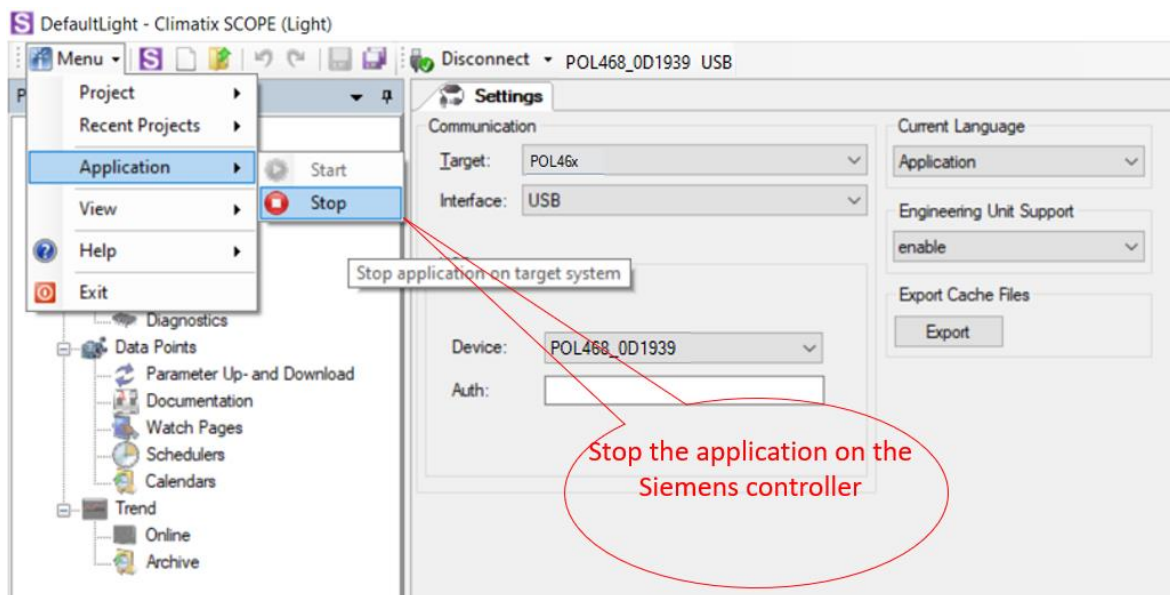 DefaultLight - Climatix SCOPE (Light)
Menu
Disconnect
POL468_0D1939 USB
Project
Recent Projects
Application
View
Help
Exit
Start
Stop
Stop application on target system
Diagnostics
Data Points
Parameter Up- and Download
Documentation
Watch Pages
Schedulers
Calendars
Trend
Online
Archive
Settings
Communication
Target: POL46x
Interface: USB
Device: POL468_0D1939
Auth:
Current Language
Application
Engineering Unit Support
enable
Export Cache Files
Export
Stop the application on the
Siemens controller